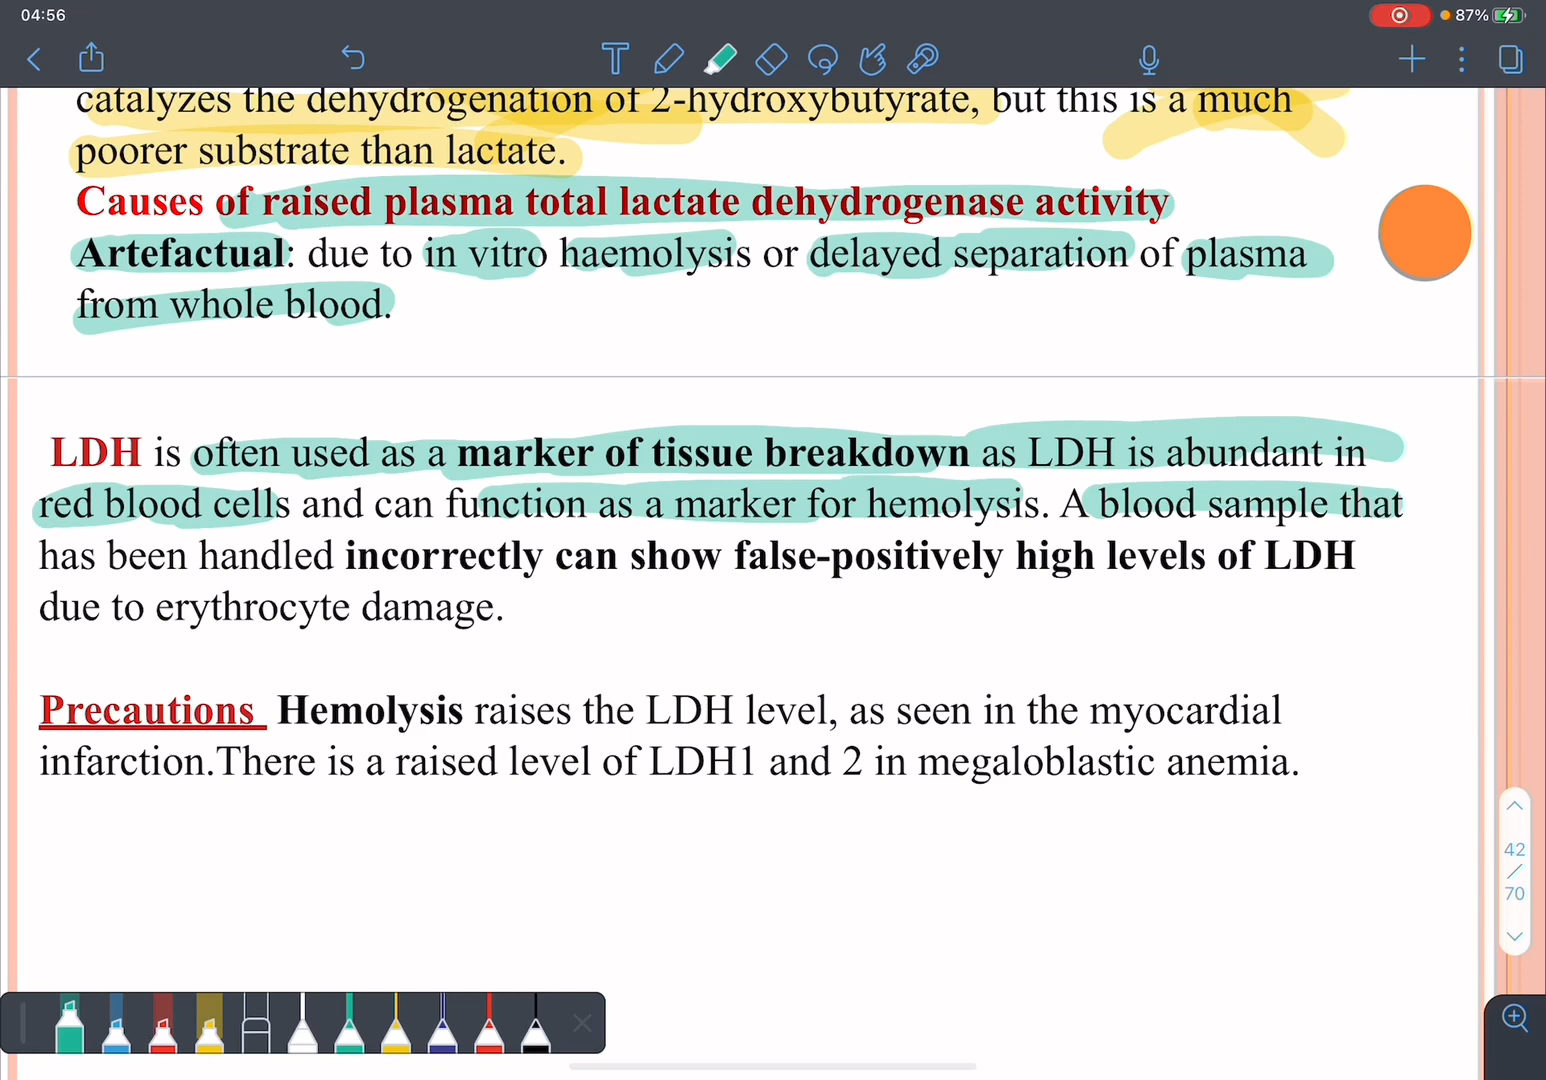 04:56
87%
catalyzes the dehydrogenation of 2-hydroxybutyrate, but this is a much
poorer substrate than lactate.
Causes of raised plasma total lactate dehydrogenase activity
Artefactual: due to in vitro haemolysis or delayed separation of plasma
from whole blood.
LDH is often used as a marker of tissue breakdown as LDH is abundant in
red blood cells and can function as a marker for hemolysis. A blood sample that
has been handled incorrectly can show false-positively high levels of LDH
due to erythrocyte damage.
Precautions Hemolysis raises the LDH level, as seen in the myocardial
infarction.There is a raised level of LDH1 and 2 in megaloblastic anemia.
42
/
70